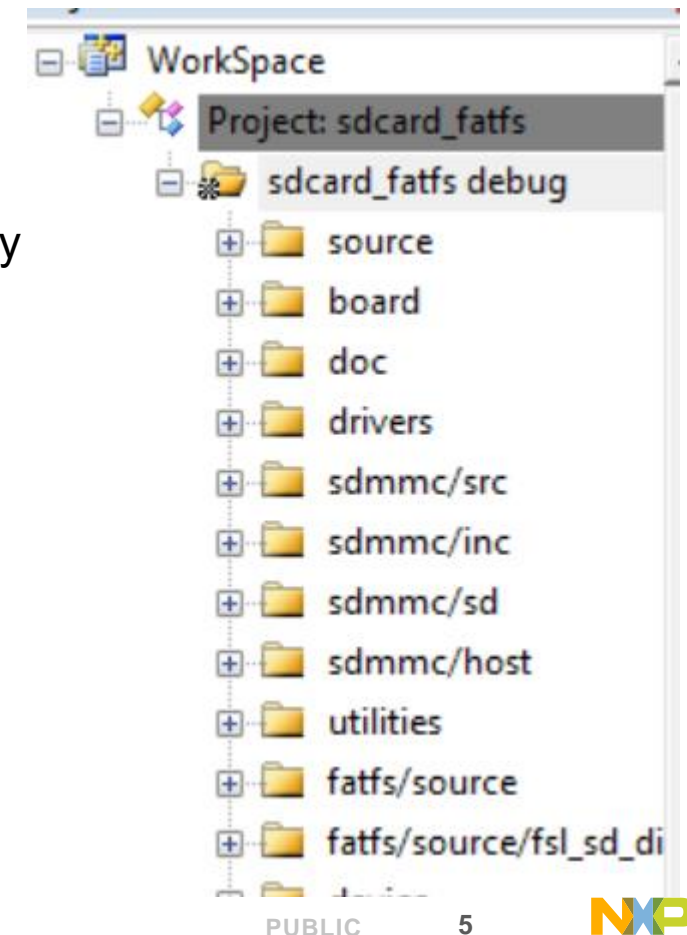 WorkSpace
Project: sdcard_fatfs
sdcard_fatfs debug
y
source
board
doc
drivers
sdmmc/src
sdmmc/inc
sdmmc/sd
sdmmc/host
utilities
fatfs/source
fatfs/source/fsl_sd_di
PUBLIC 5 NXP